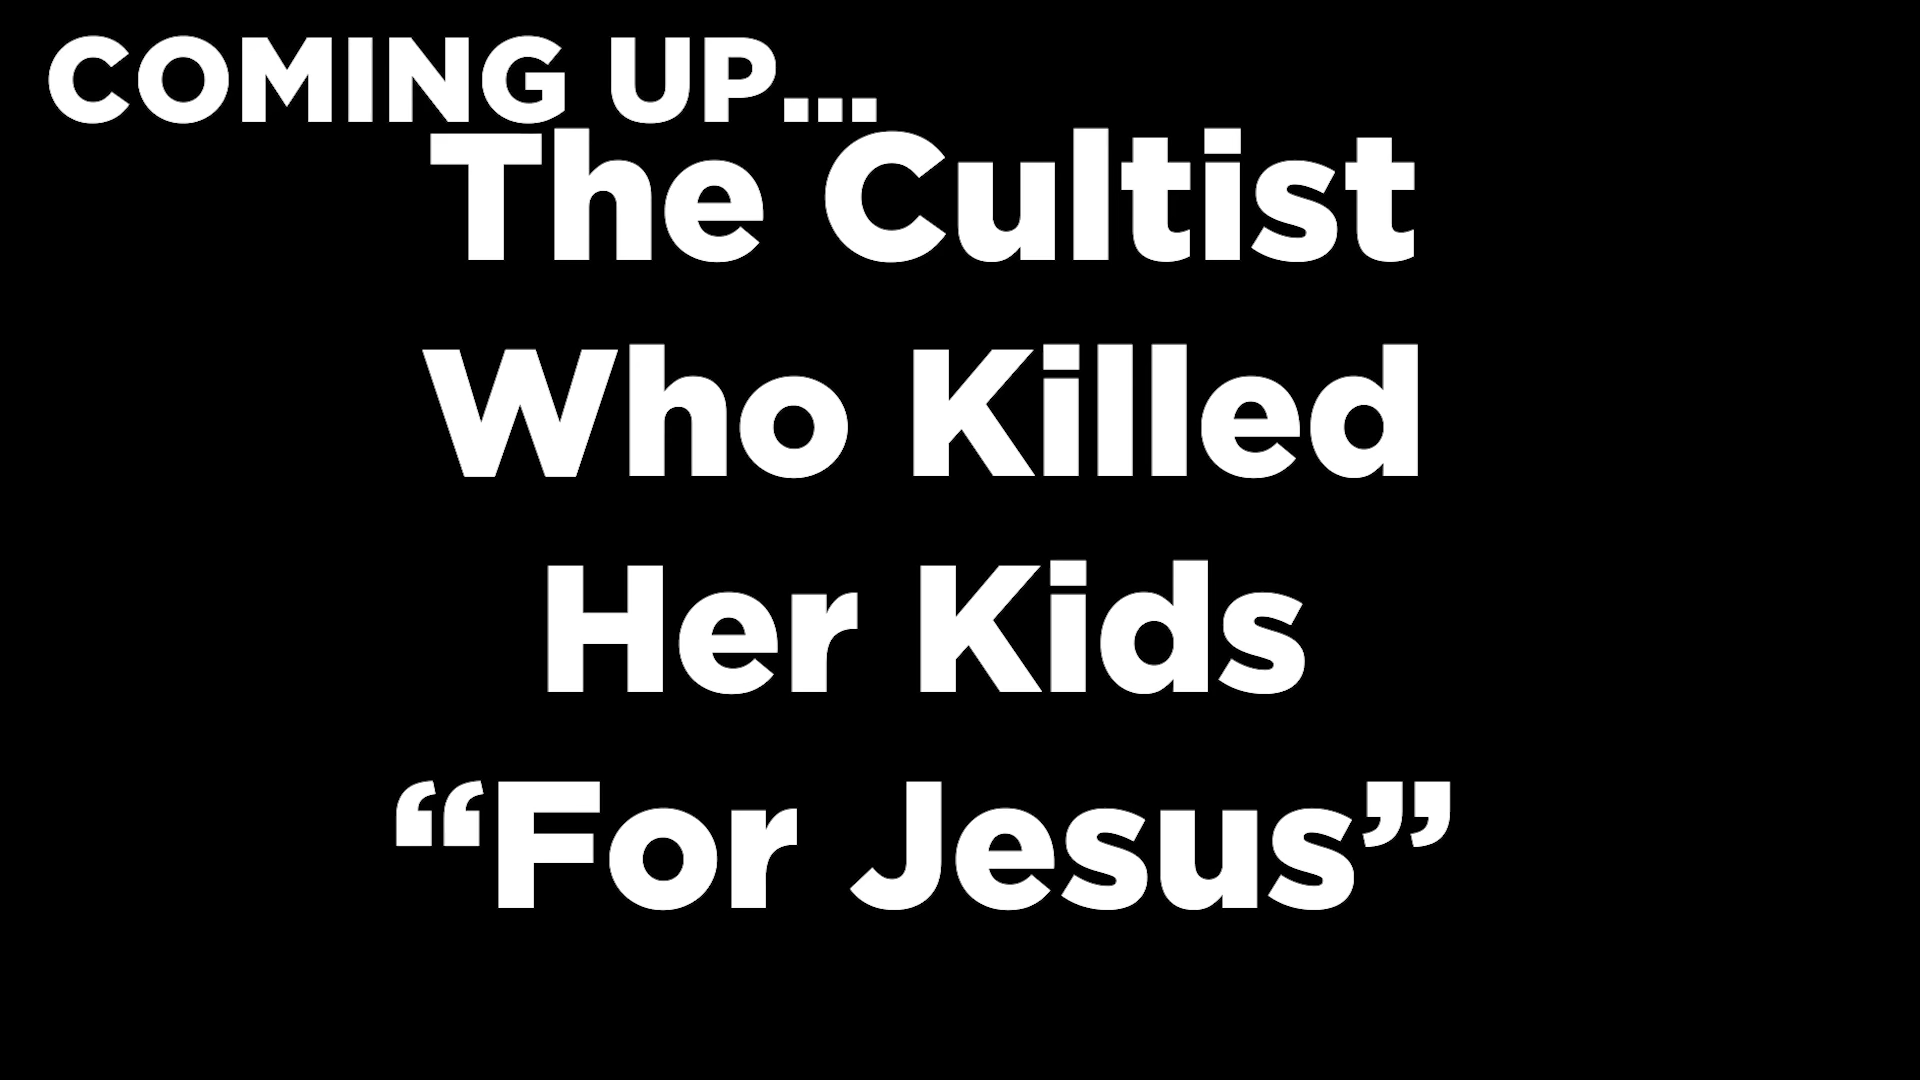 COMING UP...
The Cultist
Who Killed
Her Kids
“For Jesus”